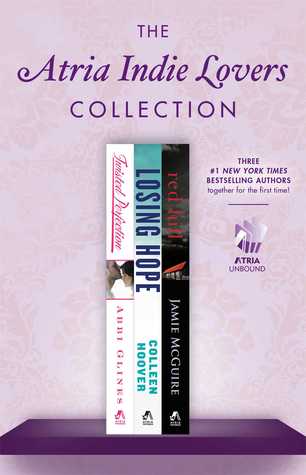 THE
Atria Indie Lovers
COLLECTION
THREE
#1 NEW YORK TIMES
BESTSELLING AUTHORS
together for the first time!
ATRIA
UNBOUND
Twisted Perfection
ABBI GLINES
LOSING HOPE
COLLEEN
HOOVER
red hill
JAMIE MCGUIRE